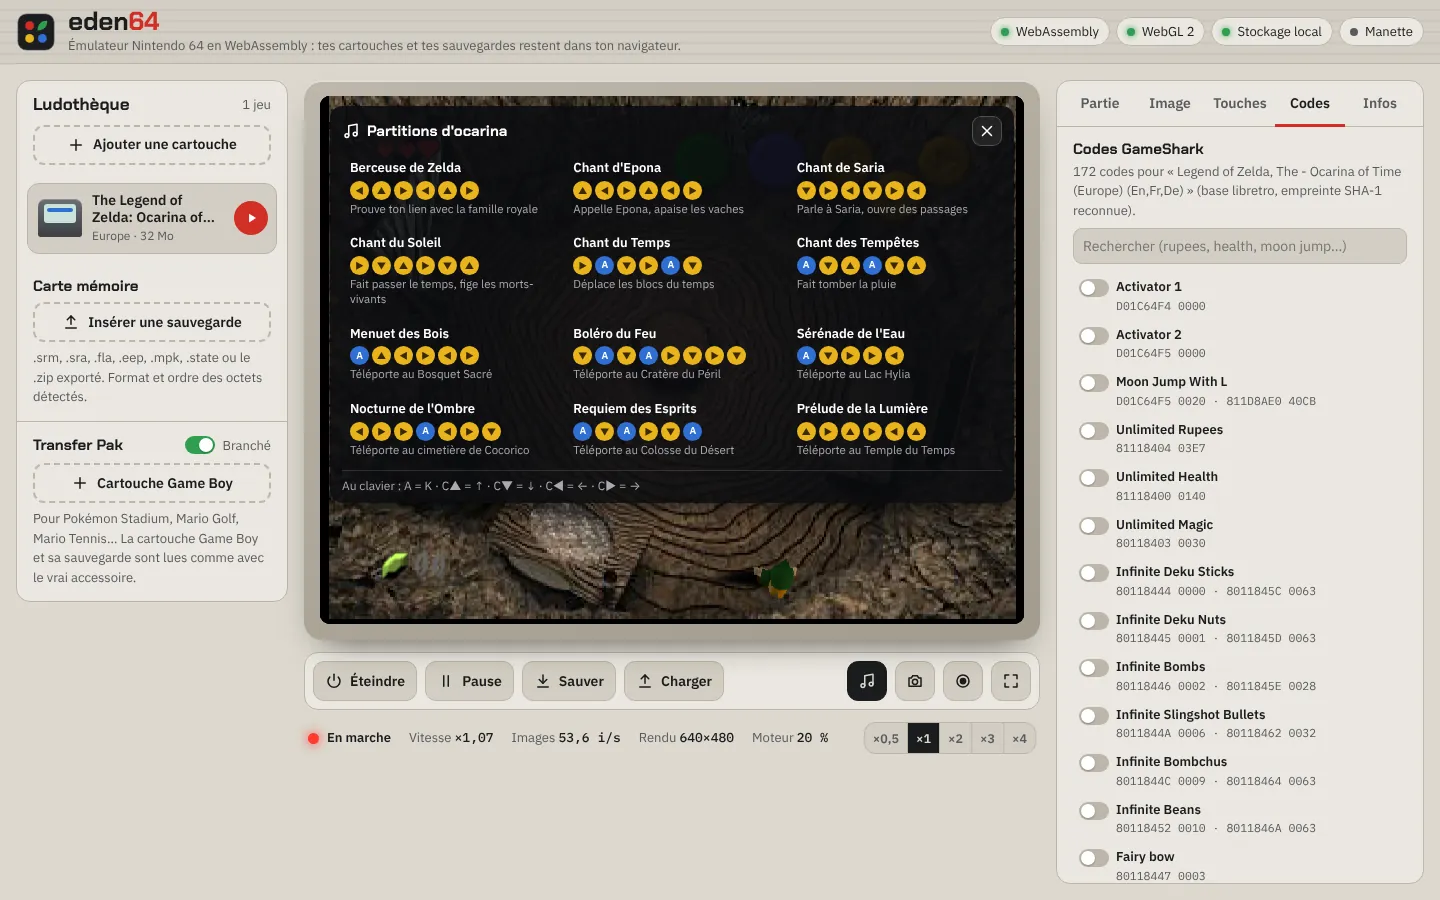 eden64
Émulateur Nintendo 64 en WebAssembly : tes cartouches et tes sauvegardes restent dans ton navigateur.
WebAssembly
WebGL 2
Stockage local
Manette
Ludothèque
1 jeu
Ajouter une cartouche
The Legend of
Zelda: Ocarina of...
Europe · 32 Mo
Carte mémoire
Insérer une sauvegarde
.srm, .sra, .fla, .eep, .mpk, .state ou le
.zip exporté. Format et ordre des octets
détectés.
Transfer Pak
Branché
Cartouche Game Boy
Pour Pokémon Stadium, Mario Golf,
Mario Tennis... La cartouche Game Boy
et sa sauvegarde sont lues comme avec
le vrai accessoire.
Partitions d'ocarina
Berceuse de Zelda
◀ ▲ ▶ ◀ ▲ ▶
Prouve ton lien avec la famille royale
Chant d'Epona
▲ ◀ ▶ ▲ ◀ ▶
Appelle Epona, apaise les vaches
Chant de Saria
▼ ▶ ◀ ▼ ▶ ◀
Parle à Saria, ouvre des passages
Chant du Soleil
▶ ▼ ▲ ▶ ▼ ▲
Fait passer le temps, fige les morts-
vivants
Chant du Temps
▶ A ▼ ▶ A ▼
Déplace les blocs du temps
Chant des Tempêtes
A ▼ ▲ A ▼ ▲
Fait tomber la pluie
Menuet des Bois
A ▲ ◀ ▶ ◀ ▶
Téléporte au Bosquet Sacré
Boléro du Feu
▼ A ▼ A ▶ ▼ ▶ ▼
Téléporte au Cratère du Péril
Sérénade de l'Eau
A ▼ ▶ ▶ ◀
Téléporte au Lac Hylia
Nocturne de l'Ombre
◀ ▶ ▶ A ◀ ▶ ▼
Téléporte au cimetière de Cocorico
Requiem des Esprits
A ▼ A ▶ ▼ A
Téléporte au Colosse du Désert
Prélude de la Lumière
▲ ▶ ▲ ▶ ◀ ▲
Téléporte au Temple du Temps
Au clavier : A = K · C▲ = ↑ · C▼ = ↓ · C◀ = ← · C▶ = →
Éteindre
Pause
Sauver
Charger
En marche
Vitesse ×1,07
Images 53,6 i/s
Rendu 640×480
Moteur 20 %
×0,5
×1
×2
×3
×4
Partie
Image
Touches
Codes
Infos
Codes GameShark
172 codes pour « Legend of Zelda, The - Ocarina of Time
(Europe) (En,Fr,De) » (base libretro, empreinte SHA-1
reconnue).
Rechercher (rupees, health, moon jump...)
Activator 1
D01C64F4 0000
Activator 2
D01C64F5 0000
Moon Jump With L
D01C64F5 0020 · 811D8AE0 40CB
Unlimited Rupees
81118404 03E7
Unlimited Health
81118400 0140
Unlimited Magic
80118403 0030
Infinite Deku Sticks
80118444 0000 · 8011845C 0063
Infinite Deku Nuts
80118445 0001 · 8011845D 0063
Infinite Bombs
80118446 0002 · 8011845E 0028
Infinite Slingshot Bullets
8011844A 0006 · 80118462 0032
Infinite Bombchus
8011844C 0009 · 80118464 0063
Infinite Beans
80118452 0010 · 8011846A 0063
Fairy bow
80118447 0003